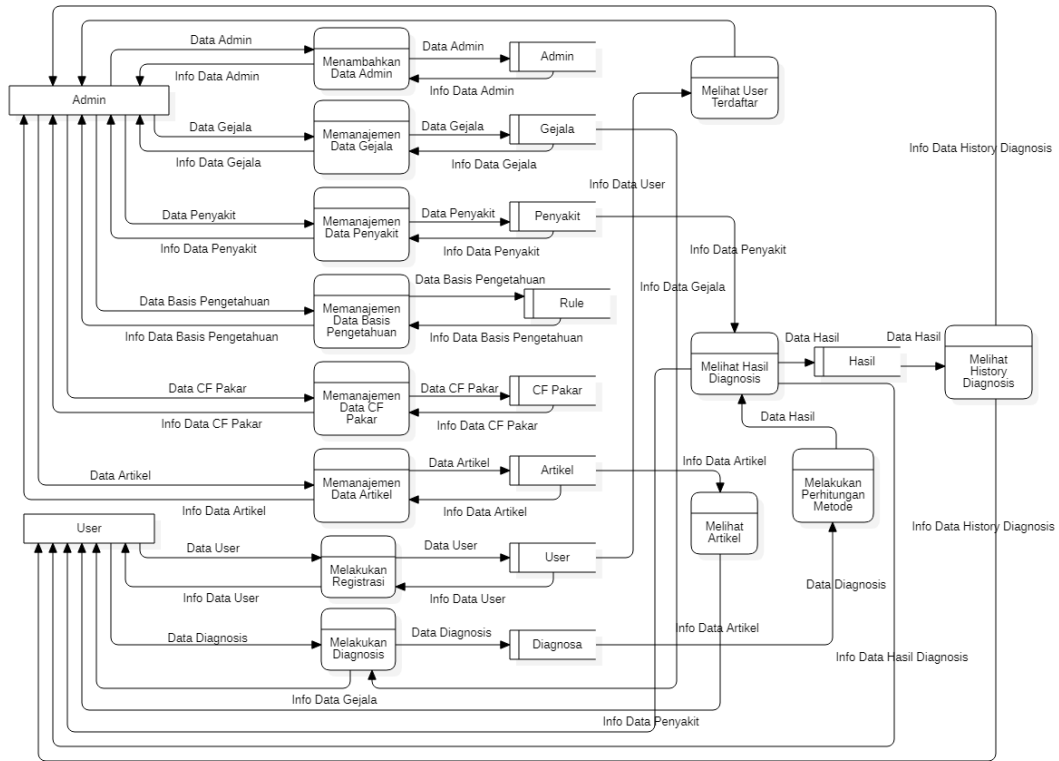 Data Admin
Menambahkan
Data Admin
Data Admin
Admin
Info Data Admin
Info Data Admin
Admin
Melihat User
Terdaftar
Data Gejala
Memanajemen
Data Gejala
Data Gejala
Gejala
Info Data Gejala
Info Data Gejala
Info Data History Diagnosis
Info Data User
Data Penyakit
Memanajemen
Data Penyakit
Data Penyakit
Penyakit
Info Data Penyakit
Info Data Penyakit
Info Data Penyakit
Data Basis Pengetahuan
Memanajemen
Data Basis
Pengetahuan
Data Basis Pengetahuan
Rule
Info Data Gejala
Info Data Basis Pengetahuan
Info Data Basis Pengetahuan
Melihat Hasil
Diagnosis
Data Hasil
Hasil
Data Hasil
Melihat
History
Diagnosis
Data CF Pakar
Memanajemen
Data CF
Pakar
Data CF Pakar
CF Pakar
Info Data CF Pakar
Info Data CF Pakar
Data Hasil
Data Artikel
Memanajemen
Data Artikel
Data Artikel
Artikel
Info Data Artikel
Melakukan
Perhitungan
Metode
Info Data Artikel
Info Data Artikel
Melihat
Artikel
Info Data History Diagnosis
User
Data User
Melakukan
Registrasi
Data User
User
Info Data User
Info Data User
Data Diagnosis
Data Diagnosis
Melakukan
Diagnosis
Data Diagnosis
Diagnosa
Info Data Artikel
Info Data Hasil Diagnosis
Info Data Gejala
Info Data Penyakit